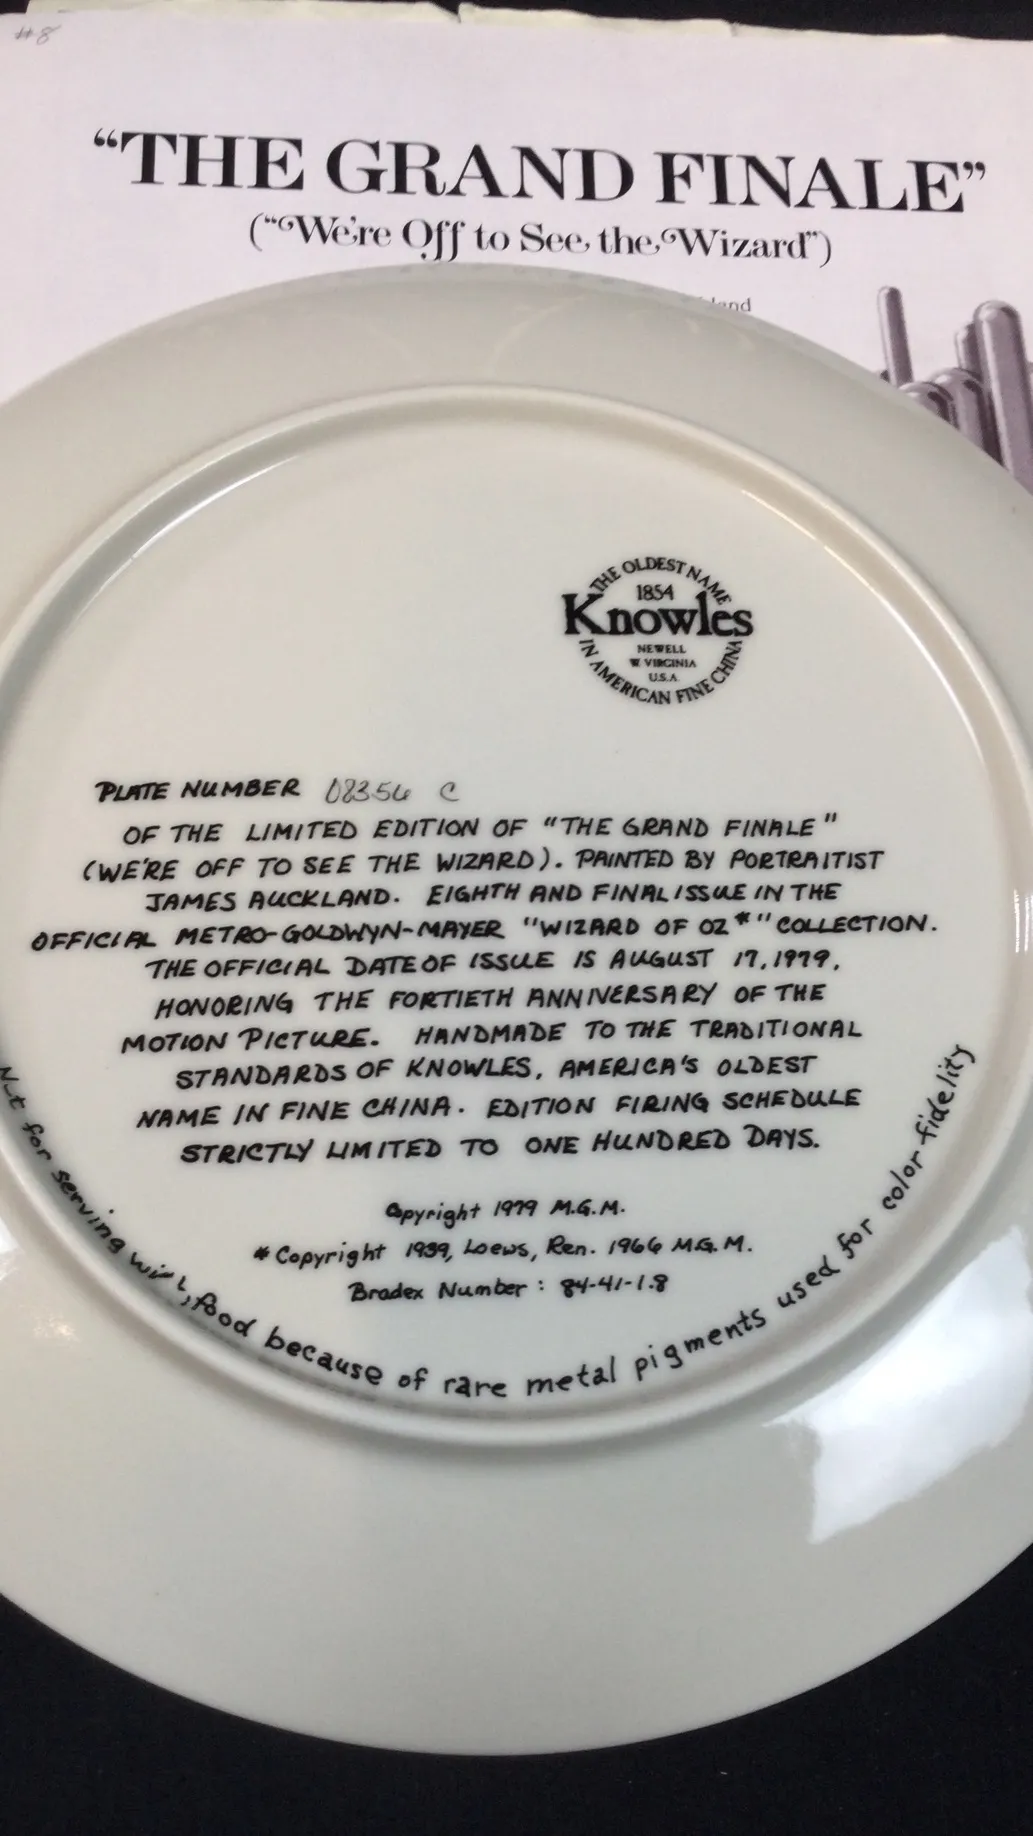 #8
“THE GRAND FINALE”
(“We’re Off to See the Wizard”)
THE OLDEST NAME
1854
Knowles
NEWELL
W. VIRGINIA
U.S.A.
IN AMERICAN FINE CHINA
PLATE NUMBER 08354 C
OF THE LIMITED EDITION OF "THE GRAND FINALE"
(WE'RE OFF TO SEE THE WIZARD). PAINTED BY PORTRAITIST
JAMES AUCKLAND. EIGHTH AND FINAL ISSUE IN THE
OFFICIAL METRO-GOLDWYN-MAYER "WIZARD OF OZ*" COLLECTION.
THE OFFICIAL DATE OF ISSUE IS AUGUST 17, 1979,
HONORING THE FORTIETH ANNIVERSARY OF THE
MOTION PICTURE. HANDMADE TO THE TRADITIONAL
STANDARDS OF KNOWLES, AMERICA'S OLDEST
NAME IN FINE CHINA. EDITION FIRING SCHEDULE
STRICTLY LIMITED TO ONE HUNDRED DAYS.
Copyright 1979 M.G.M.
* Copyright 1939, Loews, Ren. 1966 M.G.M.
Bradex Number: 84-41-1.8
Not for serving with food because of rare metal pigments used for color fidelity